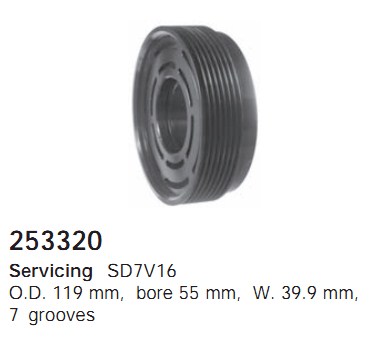 253320
Servicing SD7V16
O.D. 119 mm, bore 55 mm, W. 39.9 mm,
7 grooves